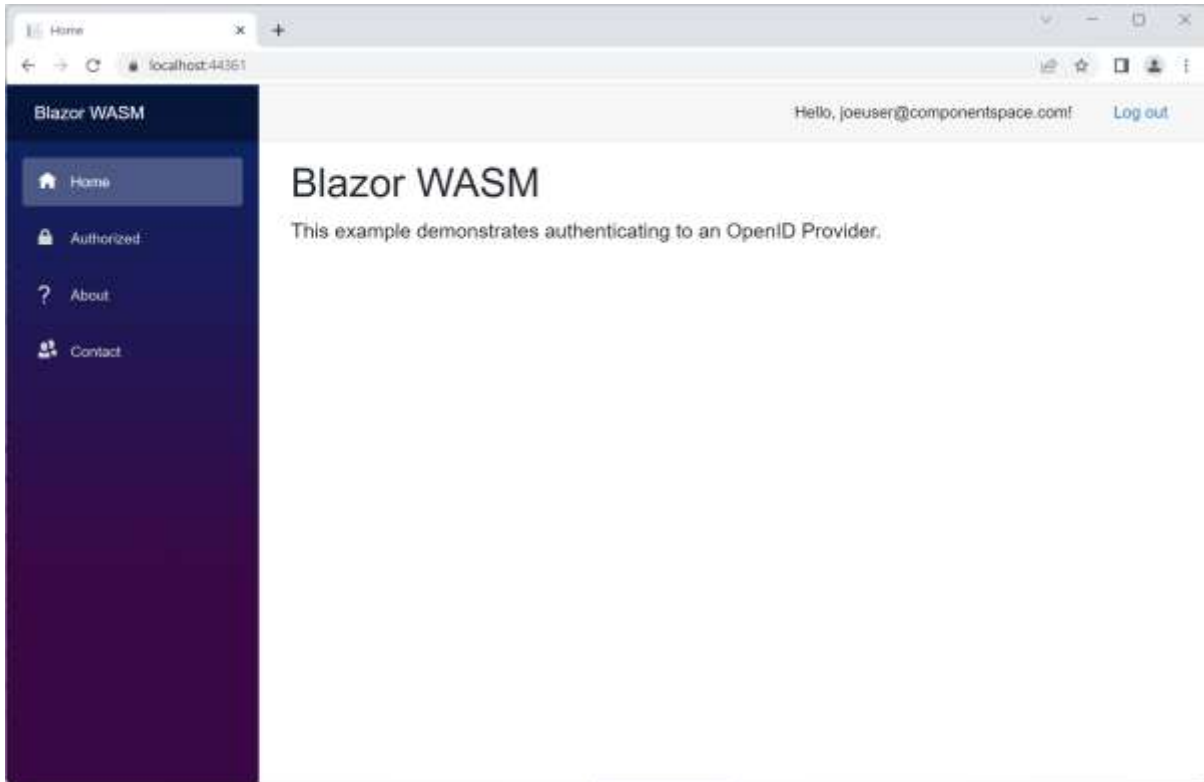 Home
localhost:44361
Blazor WASM
Hello, joeuser@componentspace.com!
Log out
Home
Authorized
About
Contact
Blazor WASM
This example demonstrates authenticating to an OpenID Provider.